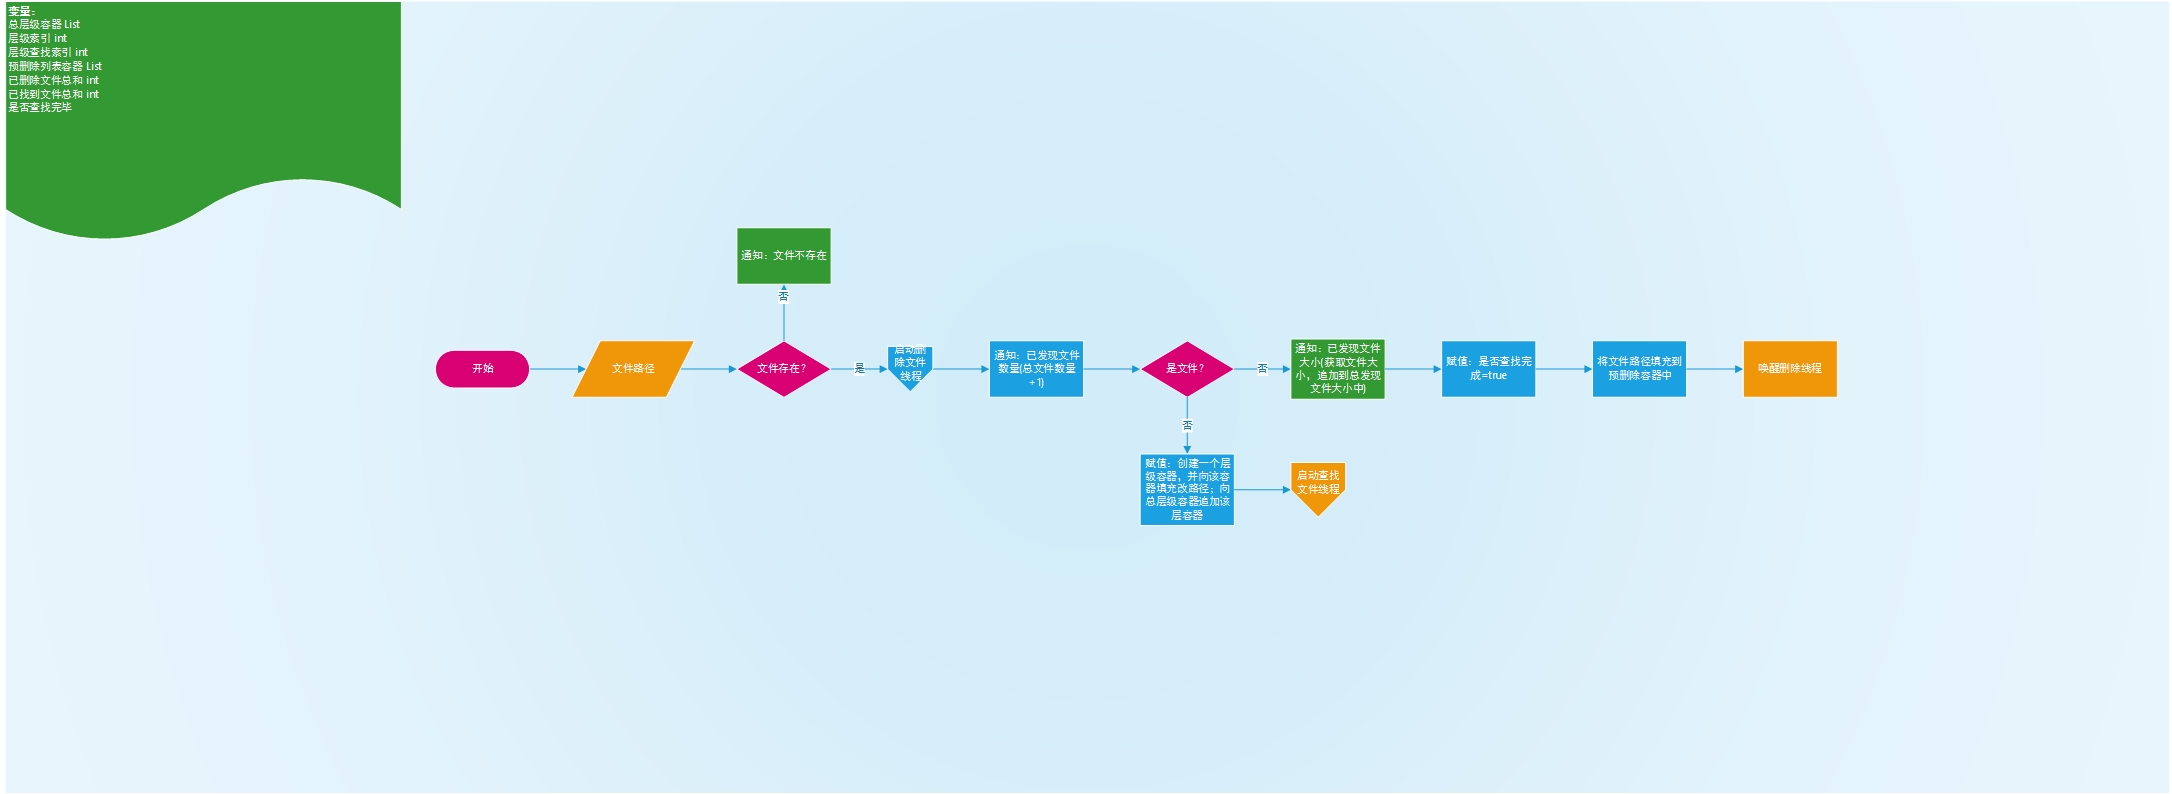 变量：
总层级容器 List
层级索引 int
层级查找索引 int
预删除列表容器 List
已删除文件总和 int
已找到文件总和 int
是否查找完毕
通知：文件不存在
否
开始
文件路径
文件存在？
是
启动删
除文件
线程
通知：已发现文件
数量(总文件数量
+1)
是文件？
否
通知：已发现文件
大小(获取文件大
小，追加到总发现
文件大小中)
赋值：是否查找完
成=true
将文件路径填充到
预删除容器中
唤醒删除线程
否
赋值：创建一个层
级容器，并向该容
器填充改路径；向
总层级容器追加该
层容器
启动查找
文件线程